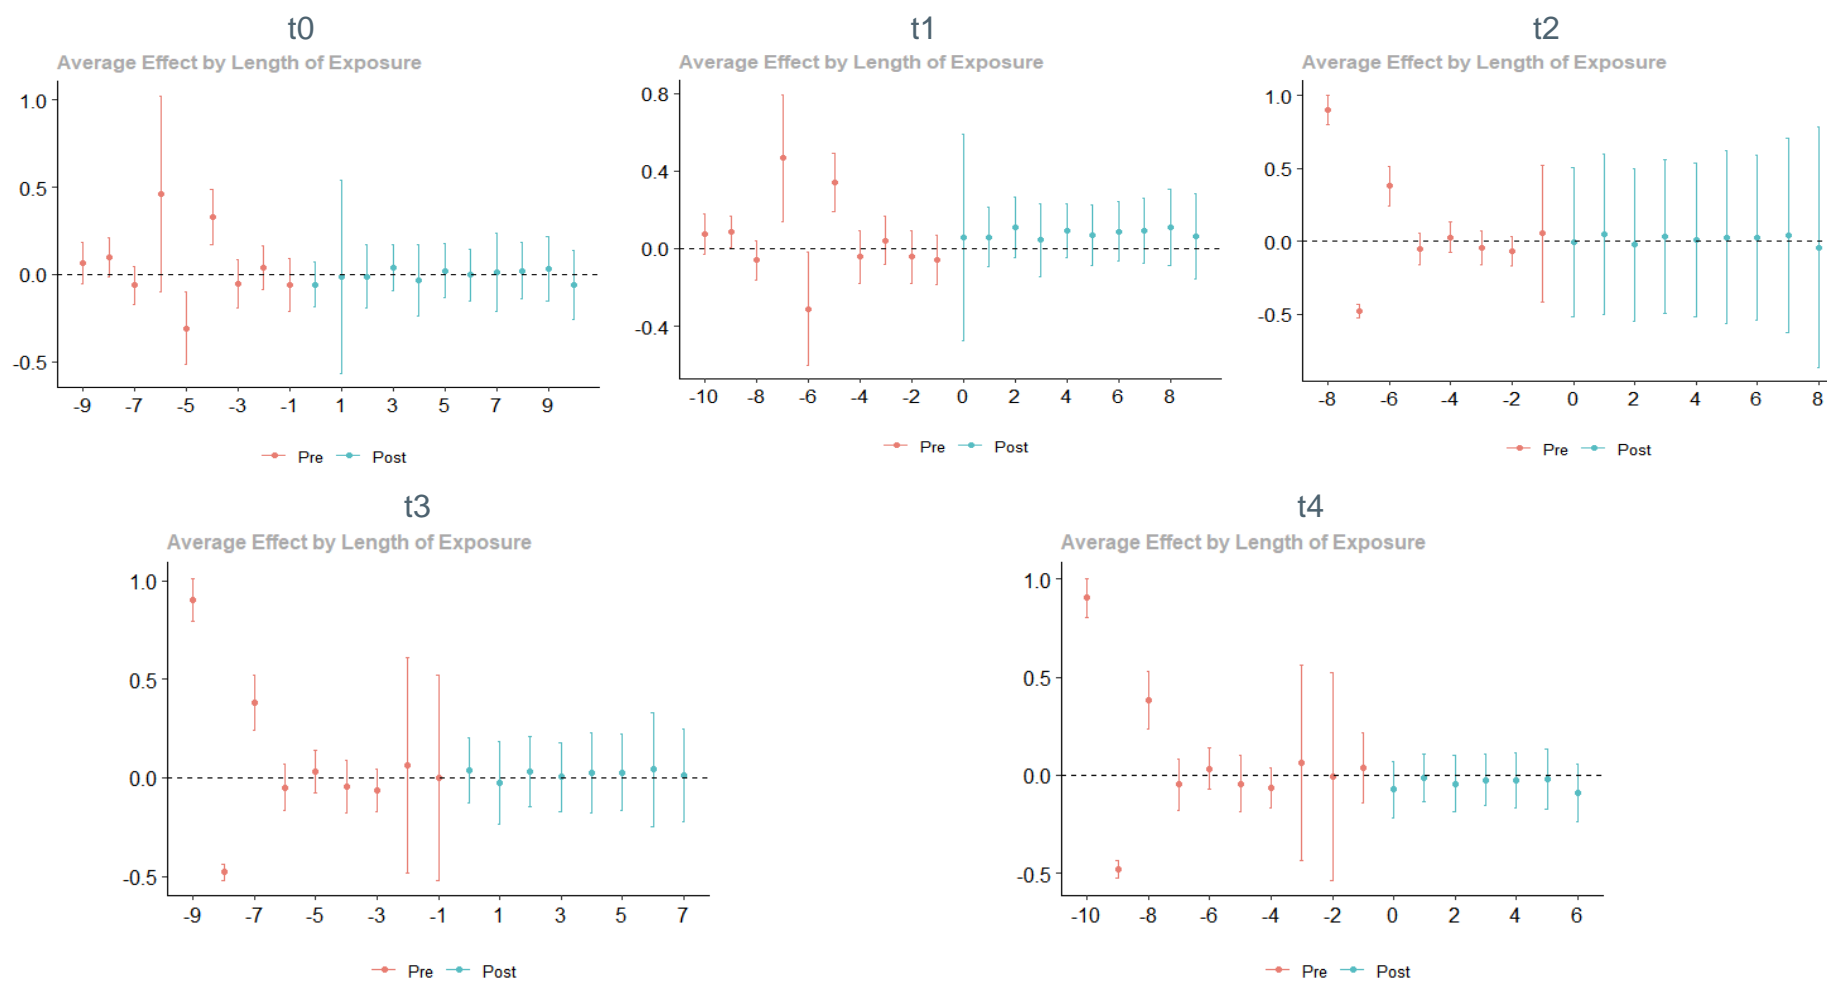 t0
Average Effect by Length of Exposure
1.0
0.5
0.0
-0.5
-9 -7 -5 -3 -1 1 3 5 7 9
Pre Post
t1
Average Effect by Length of Exposure
0.8
0.4
0.0
-0.4
-10 -8 -6 -4 -2 0 2 4 6 8
Pre Post
t2
Average Effect by Length of Exposure
1.0
0.5
0.0
-0.5
-8 -6 -4 -2 0 2 4 6 8
Pre Post
t3
Average Effect by Length of Exposure
1.0
0.5
0.0
-0.5
-9 -7 -5 -3 -1 1 3 5 7
Pre Post
t4
Average Effect by Length of Exposure
1.0
0.5
0.0
-0.5
-10 -8 -6 -4 -2 0 2 4 6
Pre Post